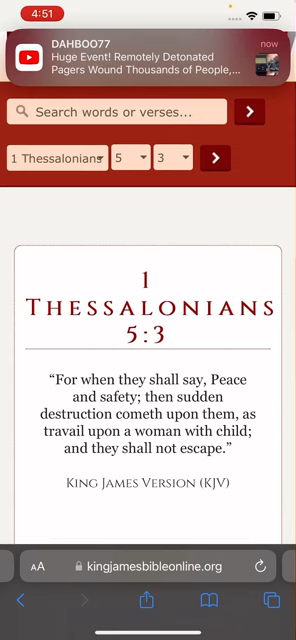 4:51
DAHBOO77
now
Huge Event! Remotely Detonated
Pagers Wound Thousands of People,...
Search words or verses...
1 Thessalonians 5 3
1
THESSALONIANS
5:3
“For when they shall say, Peace
and safety; then sudden
destruction cometh upon them, as
travail upon a woman with child;
and they shall not escape.”
KING JAMES VERSION (KJV)
AA kingjamesbibleonline.org